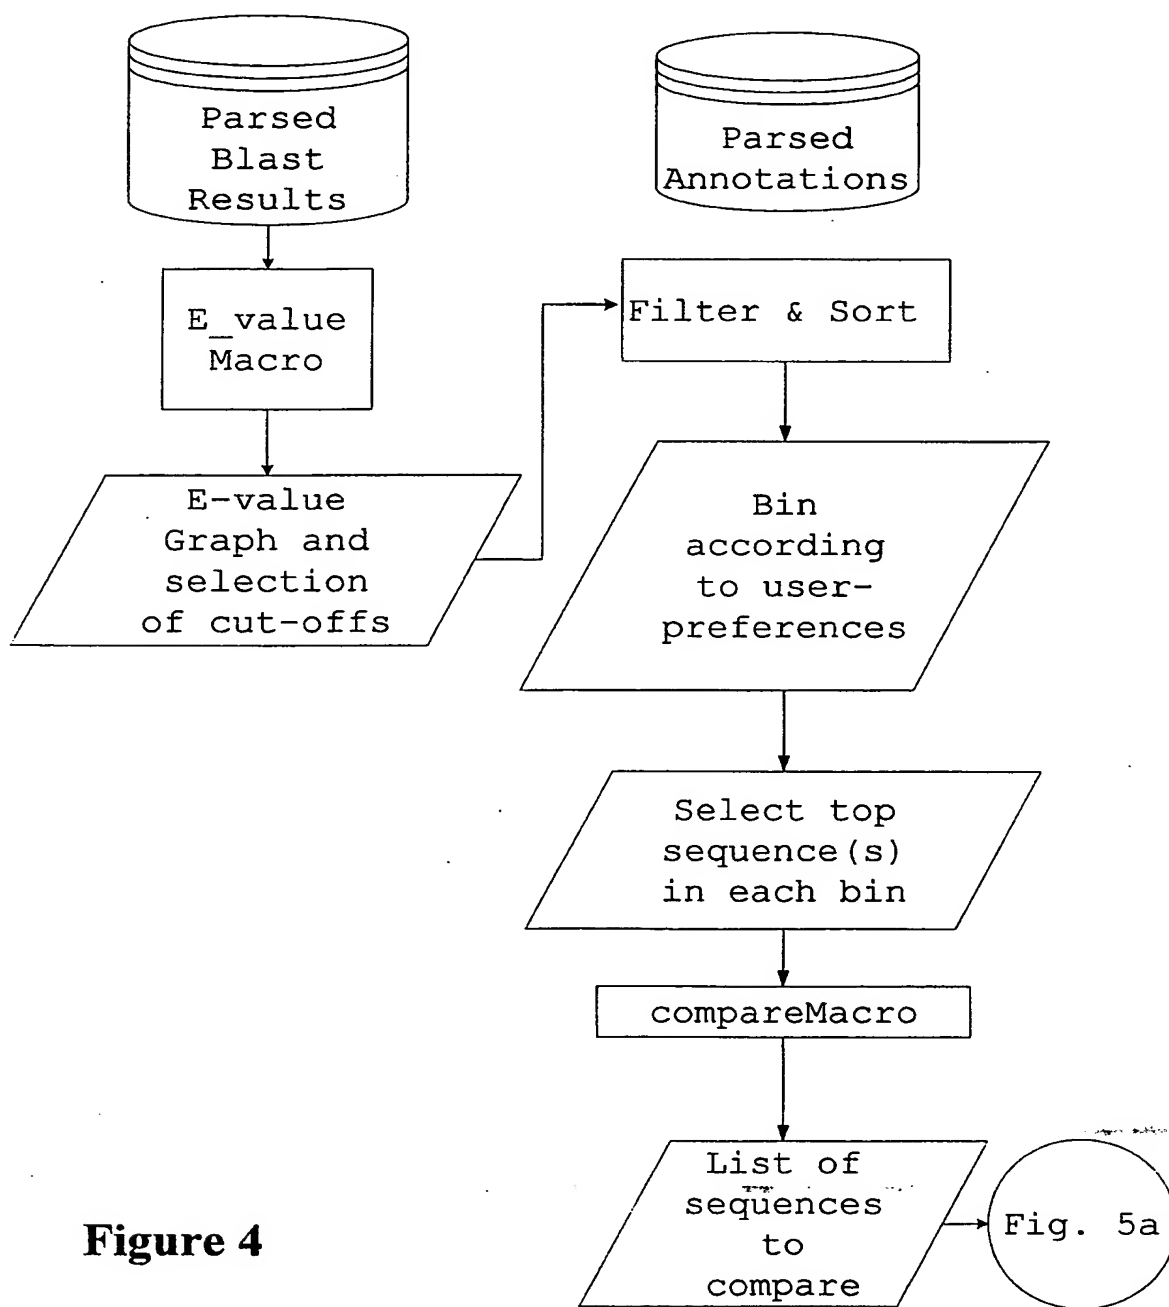 Parsed
Blast
Results
Parsed
Annotations
E_value
Macro
Filter & Sort
E-value
Graph and
selection
of cut-offs
Bin
according
to user-
preferences
Select top
sequence(s)
in each bin
compareMacro
List of
sequences
to
compare
Fig. 5a
Figure 4